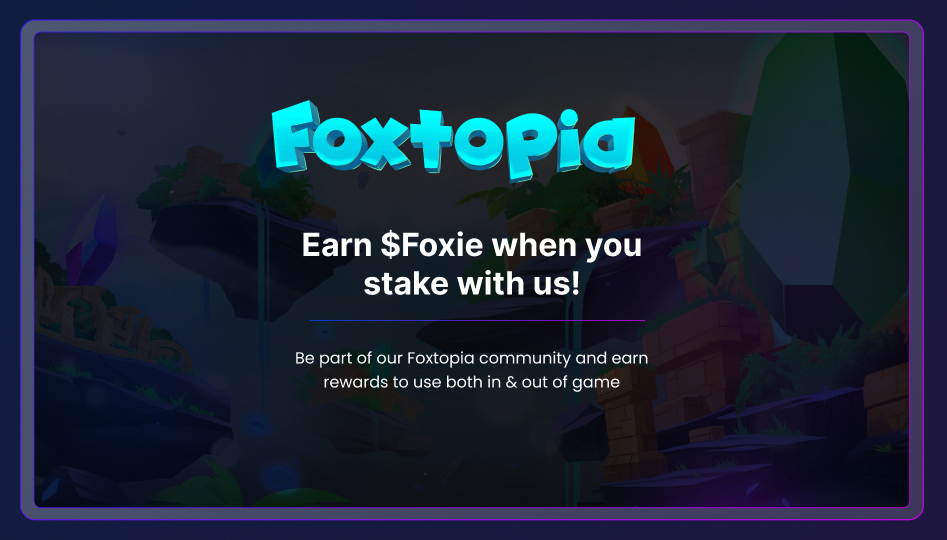 Foxtopia
Earn $Foxie when you
stake with us!
Be part of our Foxtopia community and earn
rewards to use both in & out of game